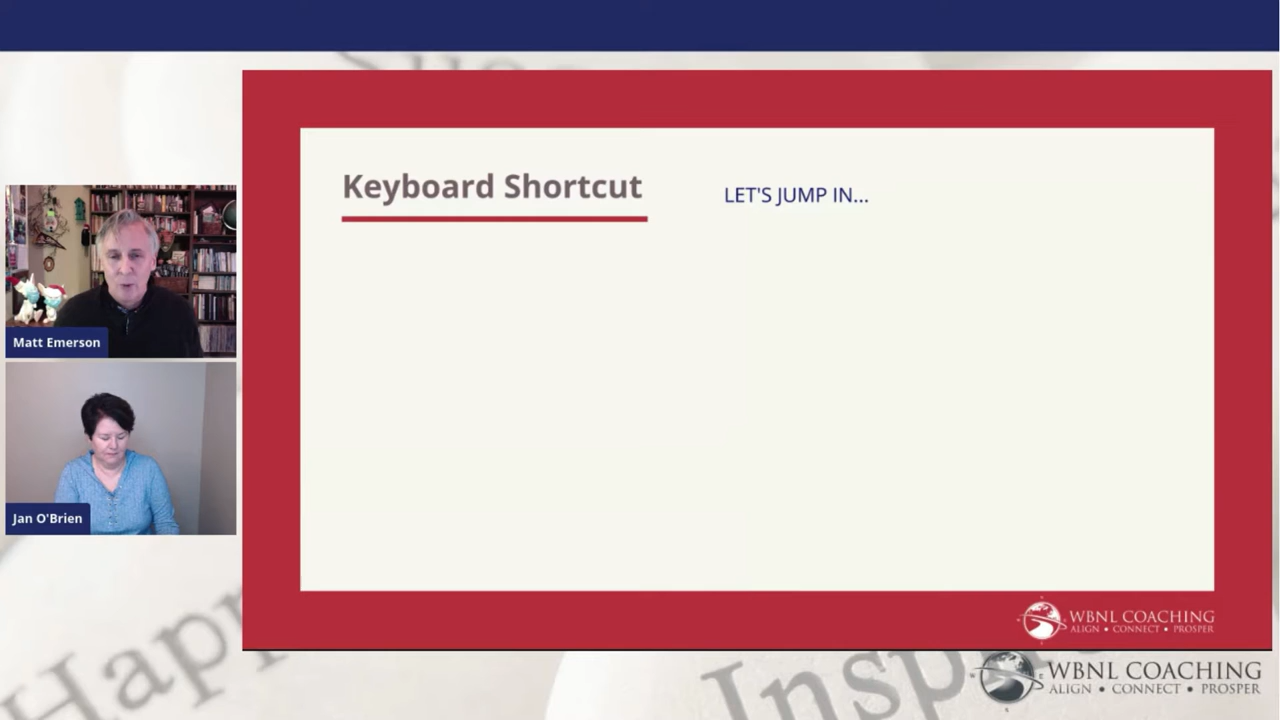 Keyboard Shortcut
LET'S JUMP IN...
Matt Emerson
Jan O'Brien
WBNL COACHING
ALIGN • CONNECT • PROSPER
WBNL COACHING
ALIGN • CONNECT • PROSPER